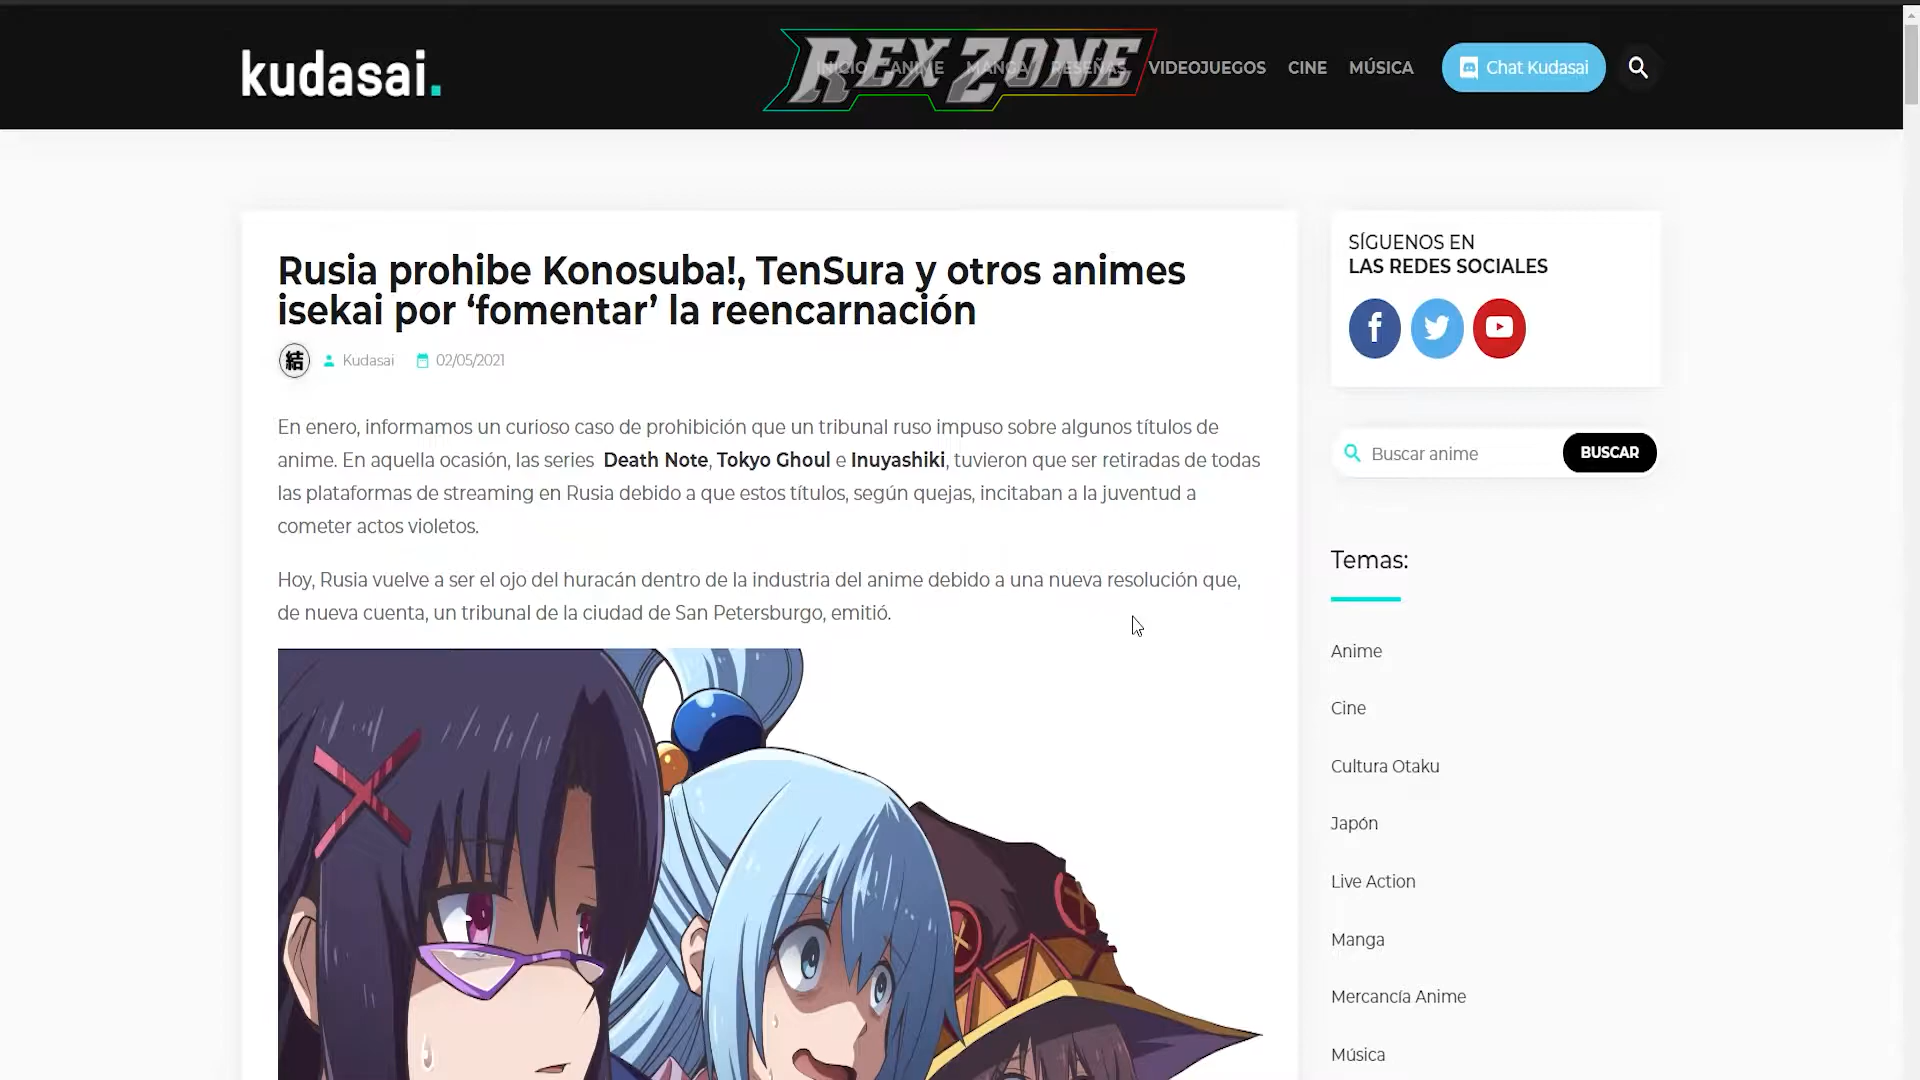 kudasai.
REX ZONE
INICIO ANIME MANGA RESEÑAS VIDEOJUEGOS CINE MÚSICA
Chat Kudasai
Rusia prohibe Konosuba!, TenSura y otros animes
isekai por ‘fomentar’ la reencarnación
結 Kudasai 02/05/2021
En enero, informamos un curioso caso de prohibición que un tribunal ruso impuso sobre algunos títulos de
anime. En aquella ocasión, las series Death Note, Tokyo Ghoul e Inuyashiki, tuvieron que ser retiradas de todas
las plataformas de streaming en Rusia debido a que estos títulos, según quejas, incitaban a la juventud a
cometer actos violetos.
Hoy, Rusia vuelve a ser el ojo del huracán dentro de la industria del anime debido a una nueva resolución que,
de nueva cuenta, un tribunal de la ciudad de San Petersburgo, emitió.
SÍGUENOS EN
LAS REDES SOCIALES
Buscar anime BUSCAR
Temas:
Anime
Cine
Cultura Otaku
Japón
Live Action
Manga
Mercancía Anime
Música